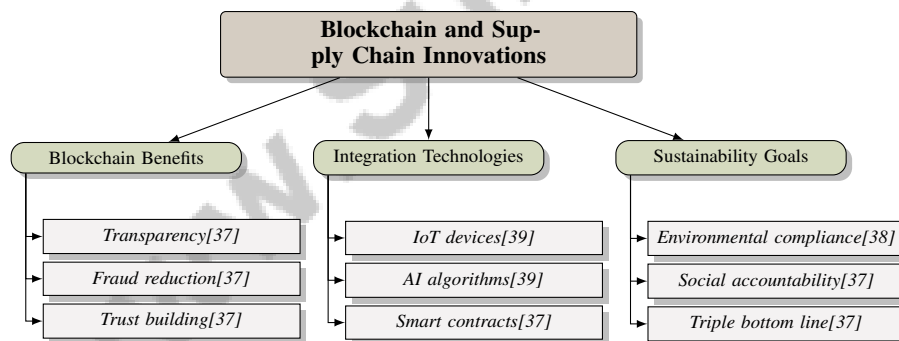 Blockchain and Sup-
ply Chain Innovations
Blockchain Benefits
Integration Technologies
Sustainability Goals
Transparency[37]
Fraud reduction[37]
Trust building[37]
IoT devices[39]
AI algorithms[39]
Smart contracts[37]
Environmental compliance[38]
Social accountability[37]
Triple bottom line[37]